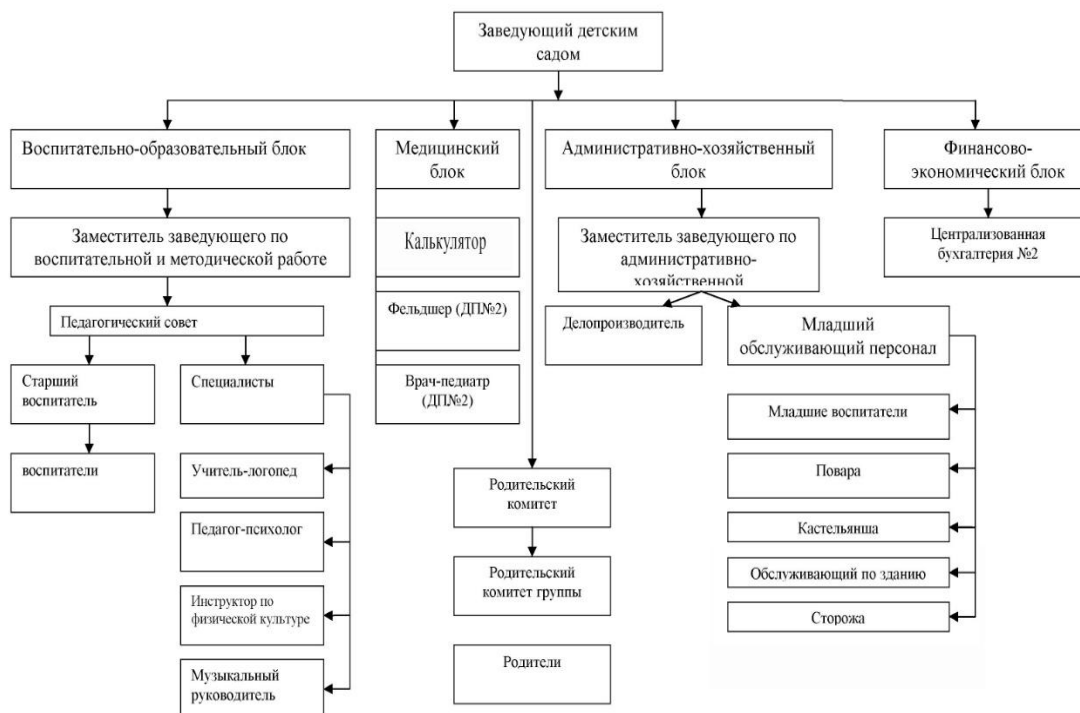 Заведующий детским
садом
Воспитательно-образовательный блок
Медицинский
блок
Административно-хозяйственный
блок
Финансово-
экономический блок
Заместитель заведующего по
воспитательной и методической работе
Калькулятор
Заместитель заведующего по
административно-
хозяйственной
Централизованная
бухгалтерия №2
Педагогический совет
Фельдшер (ДП№2)
Делопроизводитель
Младший
обслуживающий персонал
Старший
воспитатель
Специалисты
Врач-педиатр
(ДП№2)
Младшие воспитатели
воспитатели
Учитель-логопед
Родительский
комитет
Повара
Педагог-психолог
Кастельянша
Родительский
комитет группы
Обслуживающий по зданию
Инструктор по
физической культуре
Сторожа
Родители
Музыкальный
руководитель